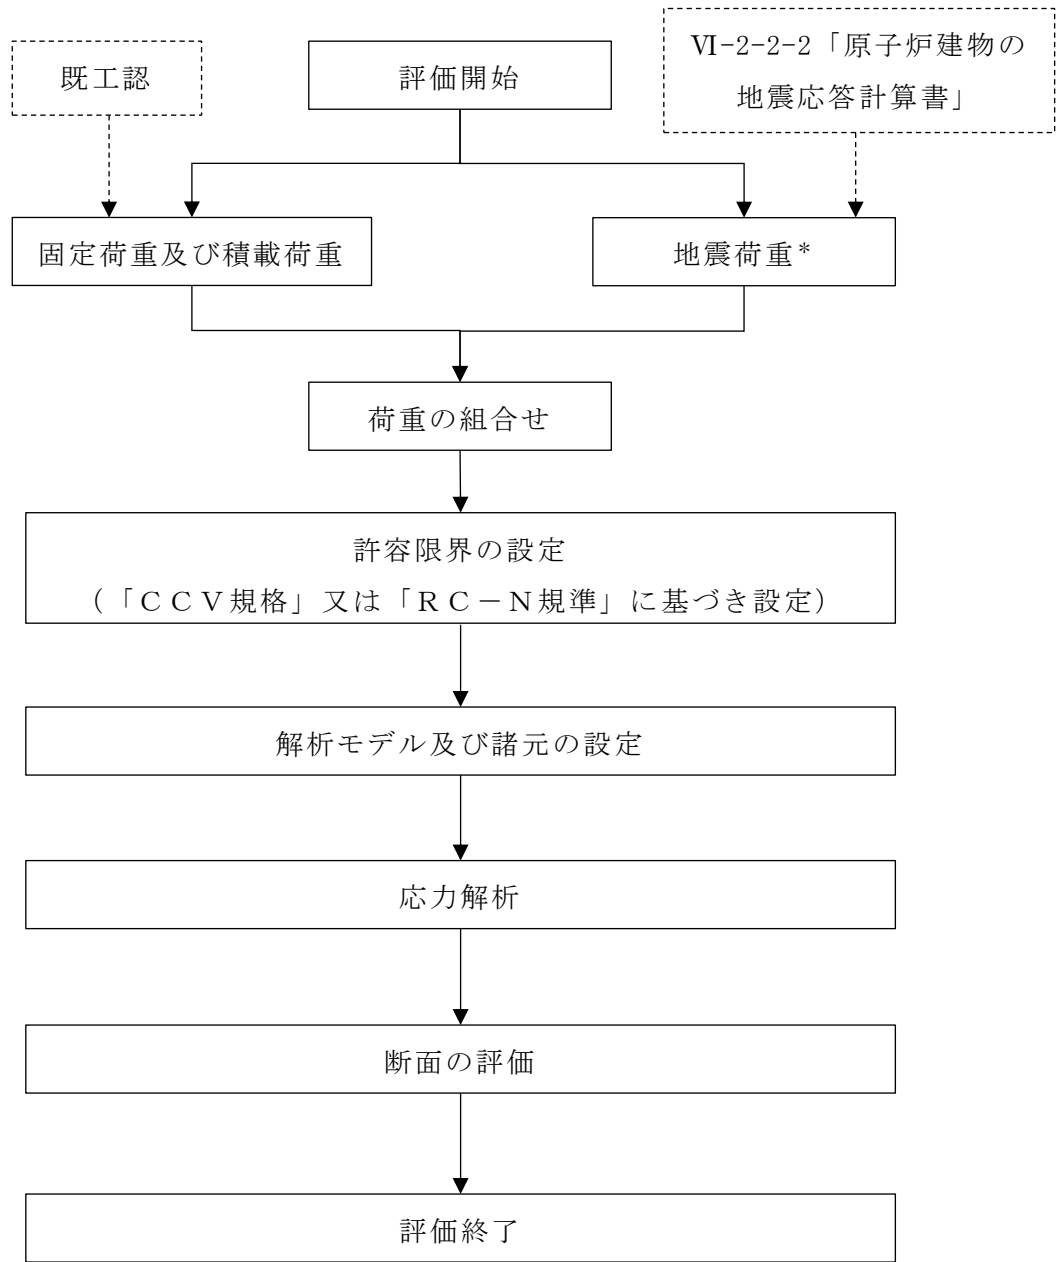 既工認
評価開始
Ⅵ-2-2-2「原子炉建物の
地震応答計算書」
固定荷重及び積載荷重
地震荷重*
荷重の組合せ
許容限界の設定
（「ＣＣＶ規格」又は「ＲＣ－Ｎ規準」に基づき設定）
解析モデル及び諸元の設定
応力解析
断面の評価
評価終了